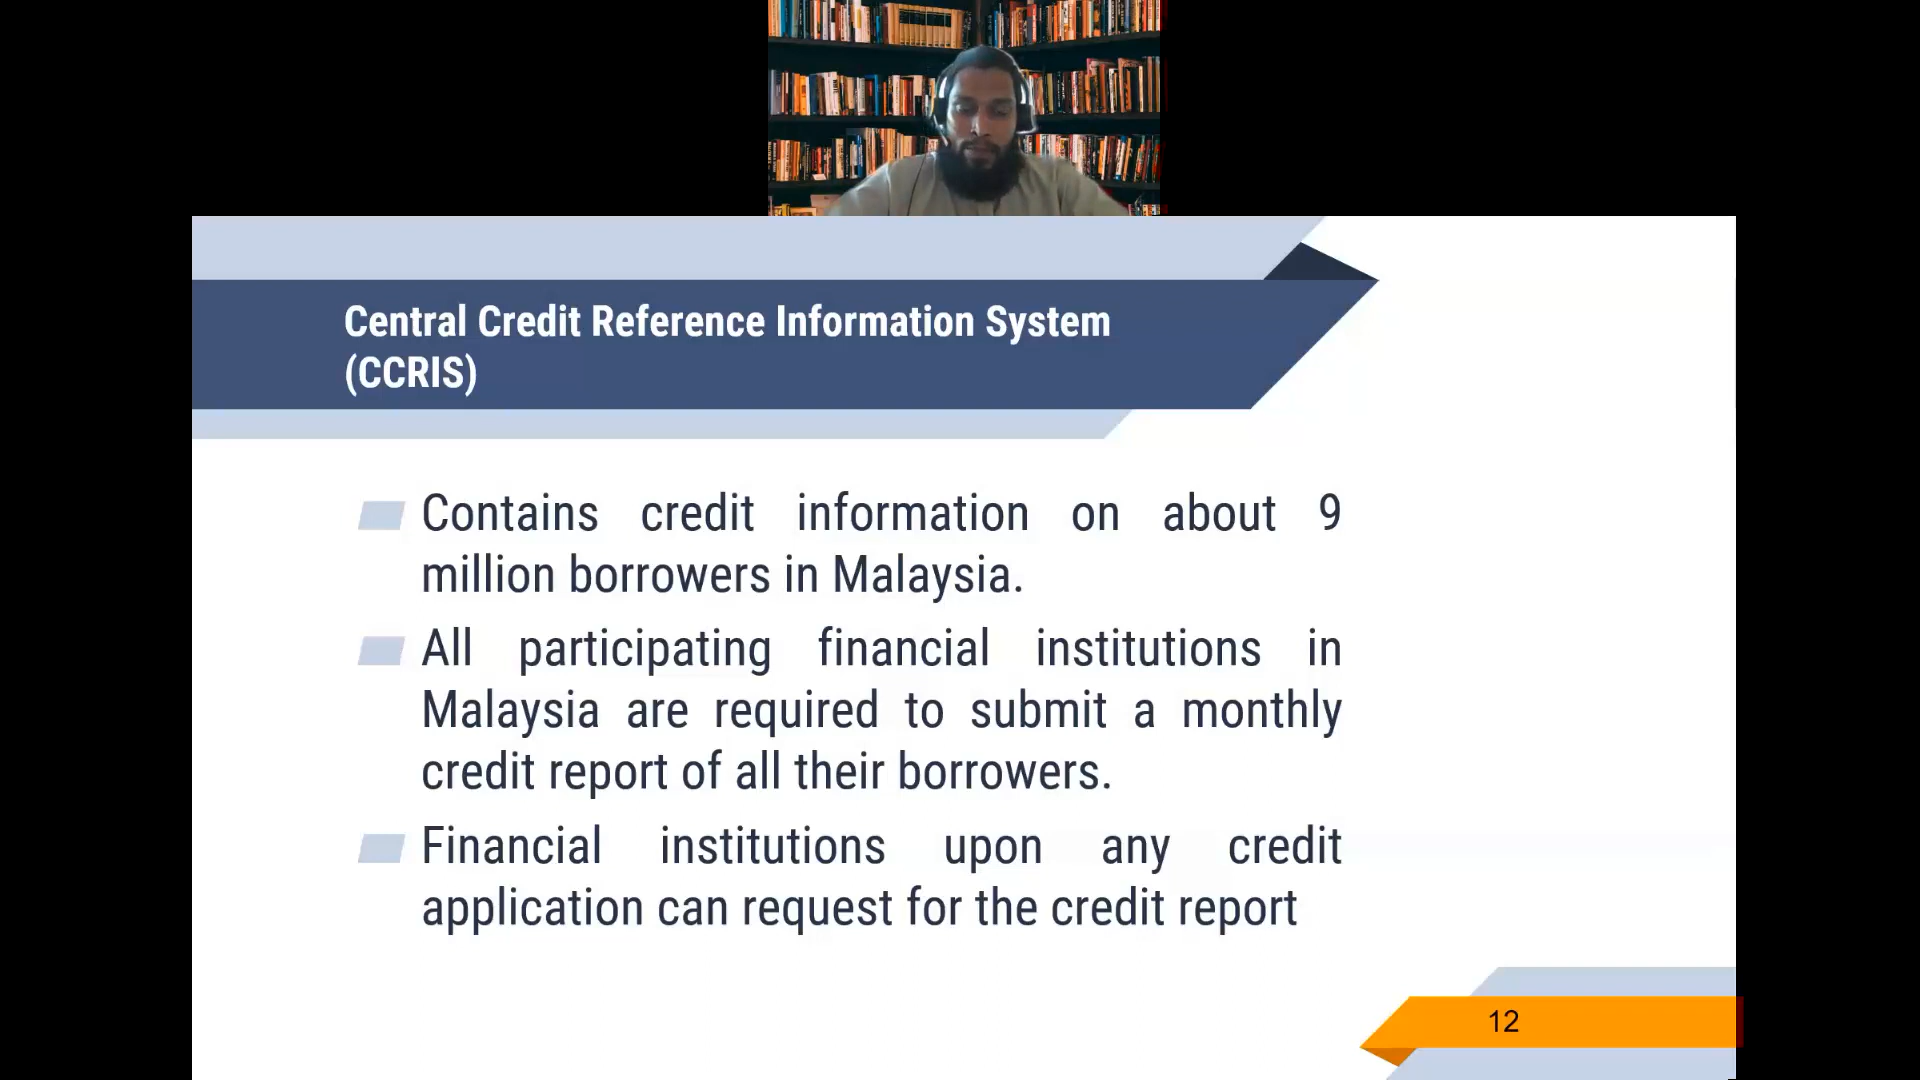 Central Credit Reference Information System
(CCRIS)
Contains credit information on about 9
million borrowers in Malaysia.
All participating financial institutions in
Malaysia are required to submit a monthly
credit report of all their borrowers.
Financial institutions upon any credit
application can request for the credit report
12